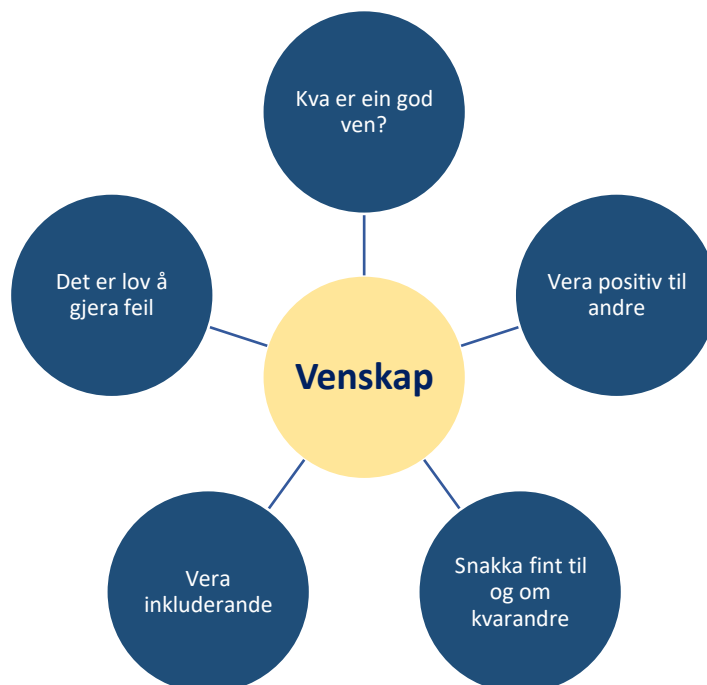 Kva er ein god
ven?
Vera positiv til
andre
Snakka fint til
og om
kvarandre
Vera
inkluderande
Det er lov å
gjera feil
Venskap